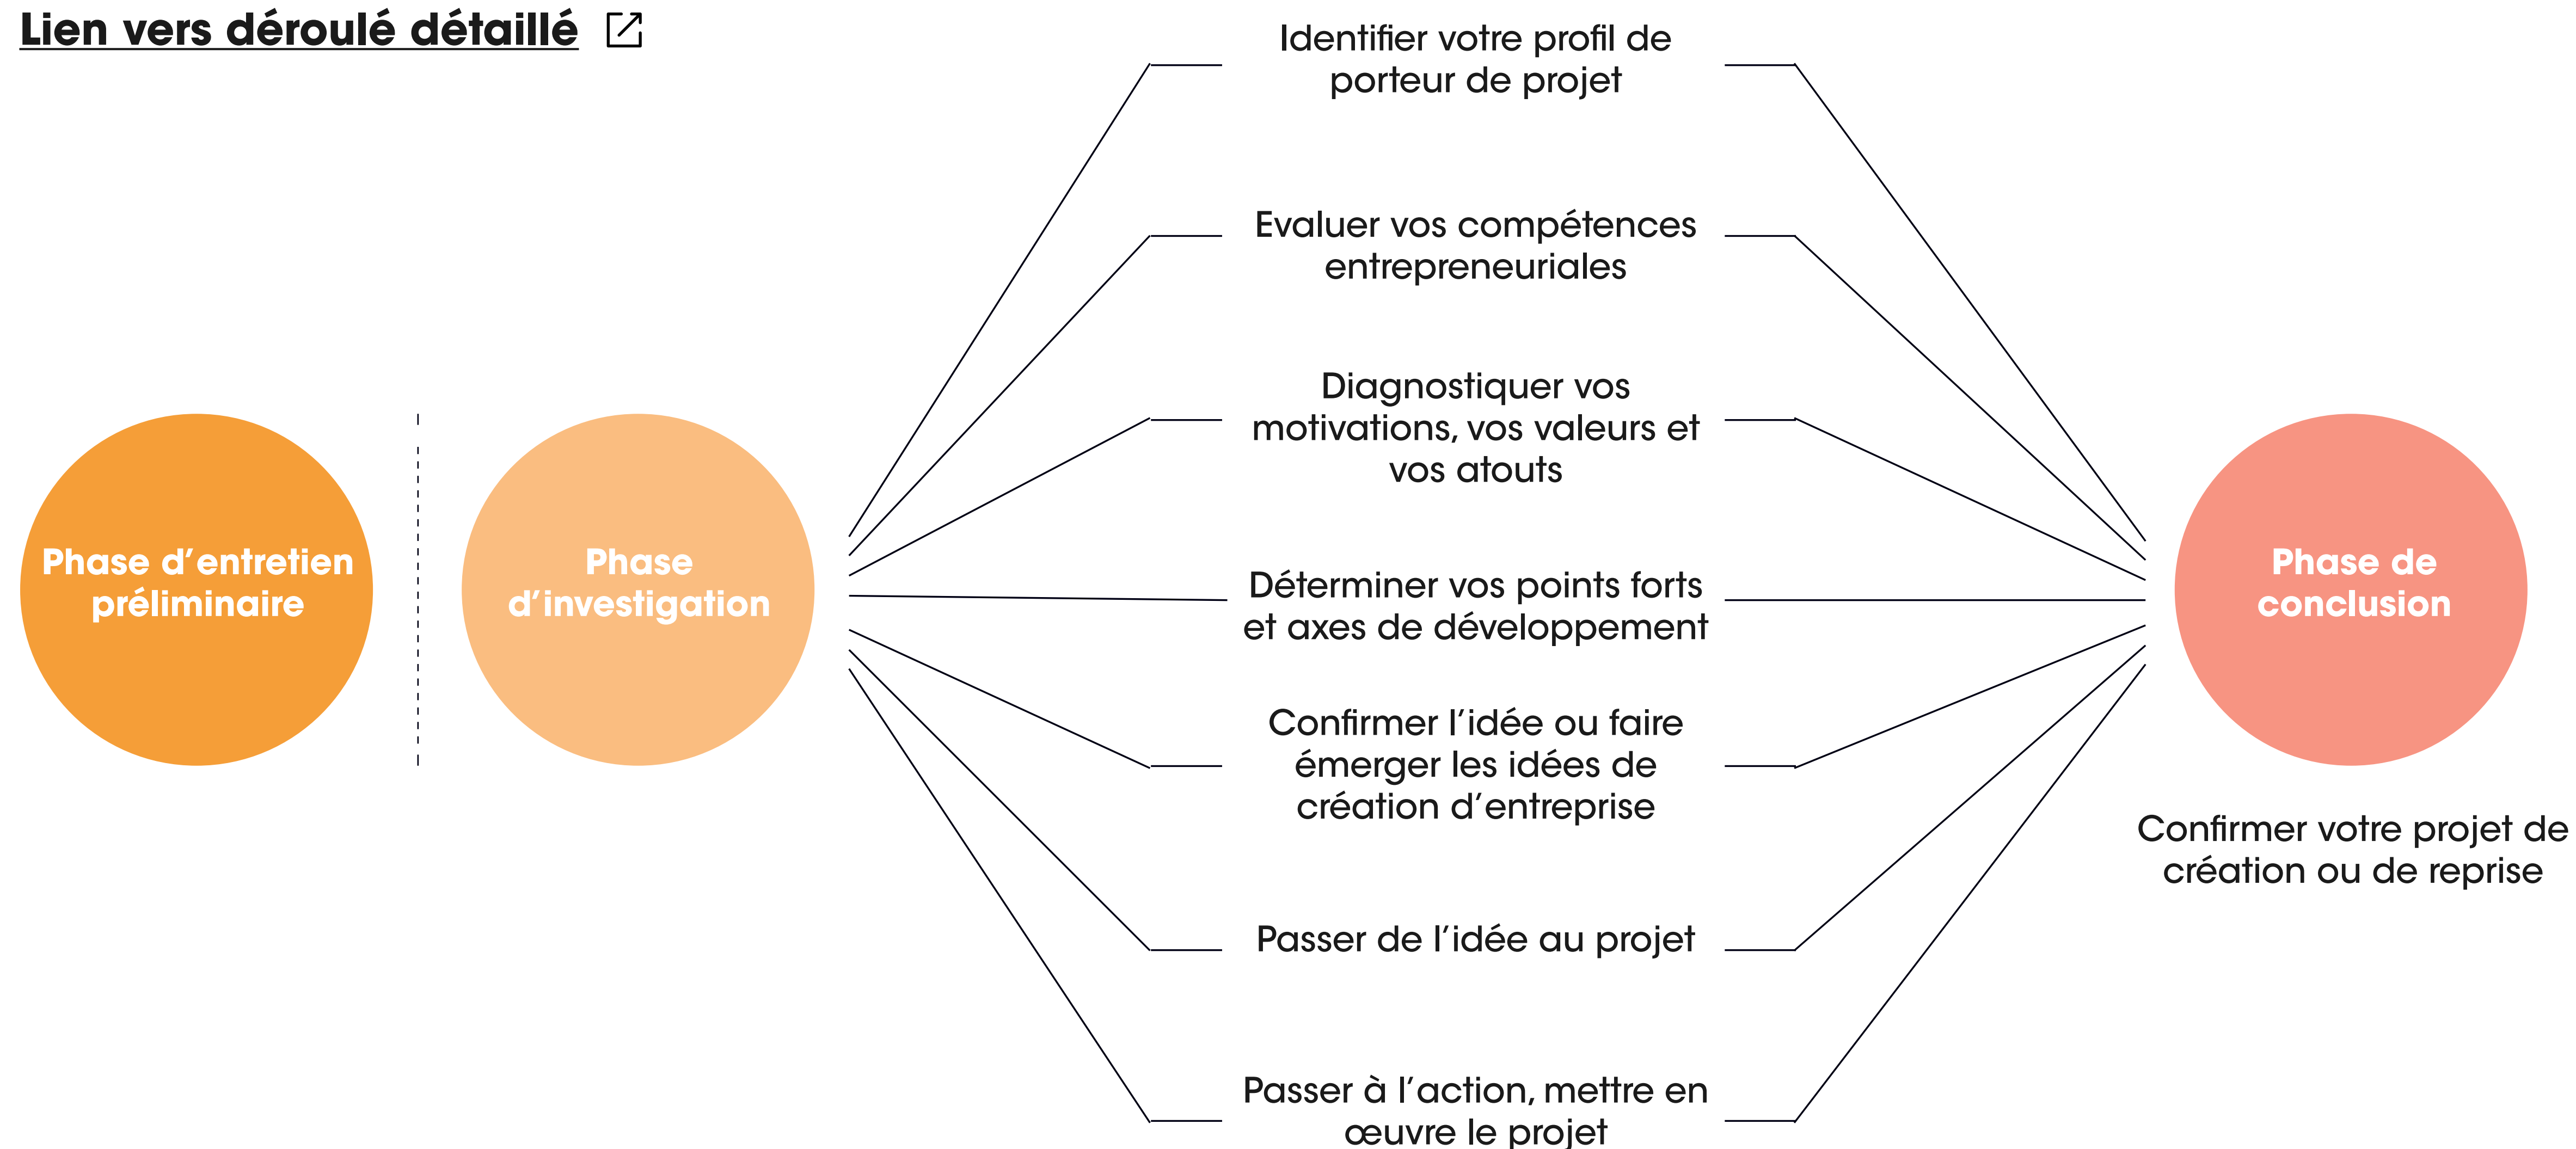 Lien vers déroulé détaillé
Phase d’entretien
préliminaire
Phase
d’investigation
Identifier votre profil de
porteur de projet
Evaluer vos compétences
entrepreneuriales
Diagnostiquer vos
motivations, vos valeurs et
vos atouts
Déterminer vos points forts
et axes de développement
Confirmer l’idée ou faire
émerger les idées de
création d’entreprise
Passer de l’idée au projet
Passer à l’action, mettre en
œuvre le projet
Phase de
conclusion
Confirmer votre projet de
création ou de reprise